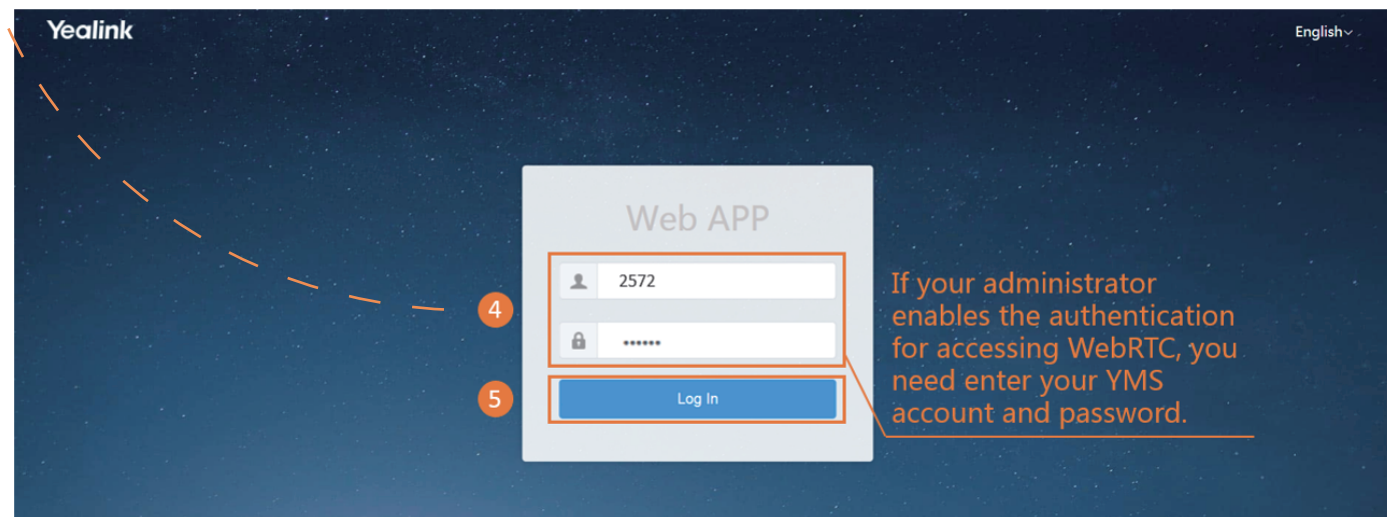 Yealink
English
Web APP
4
2572
••••••
5
Log In
If your administrator
enables the authentication
for accessing WebRTC, you
need enter your YMS
account and password.